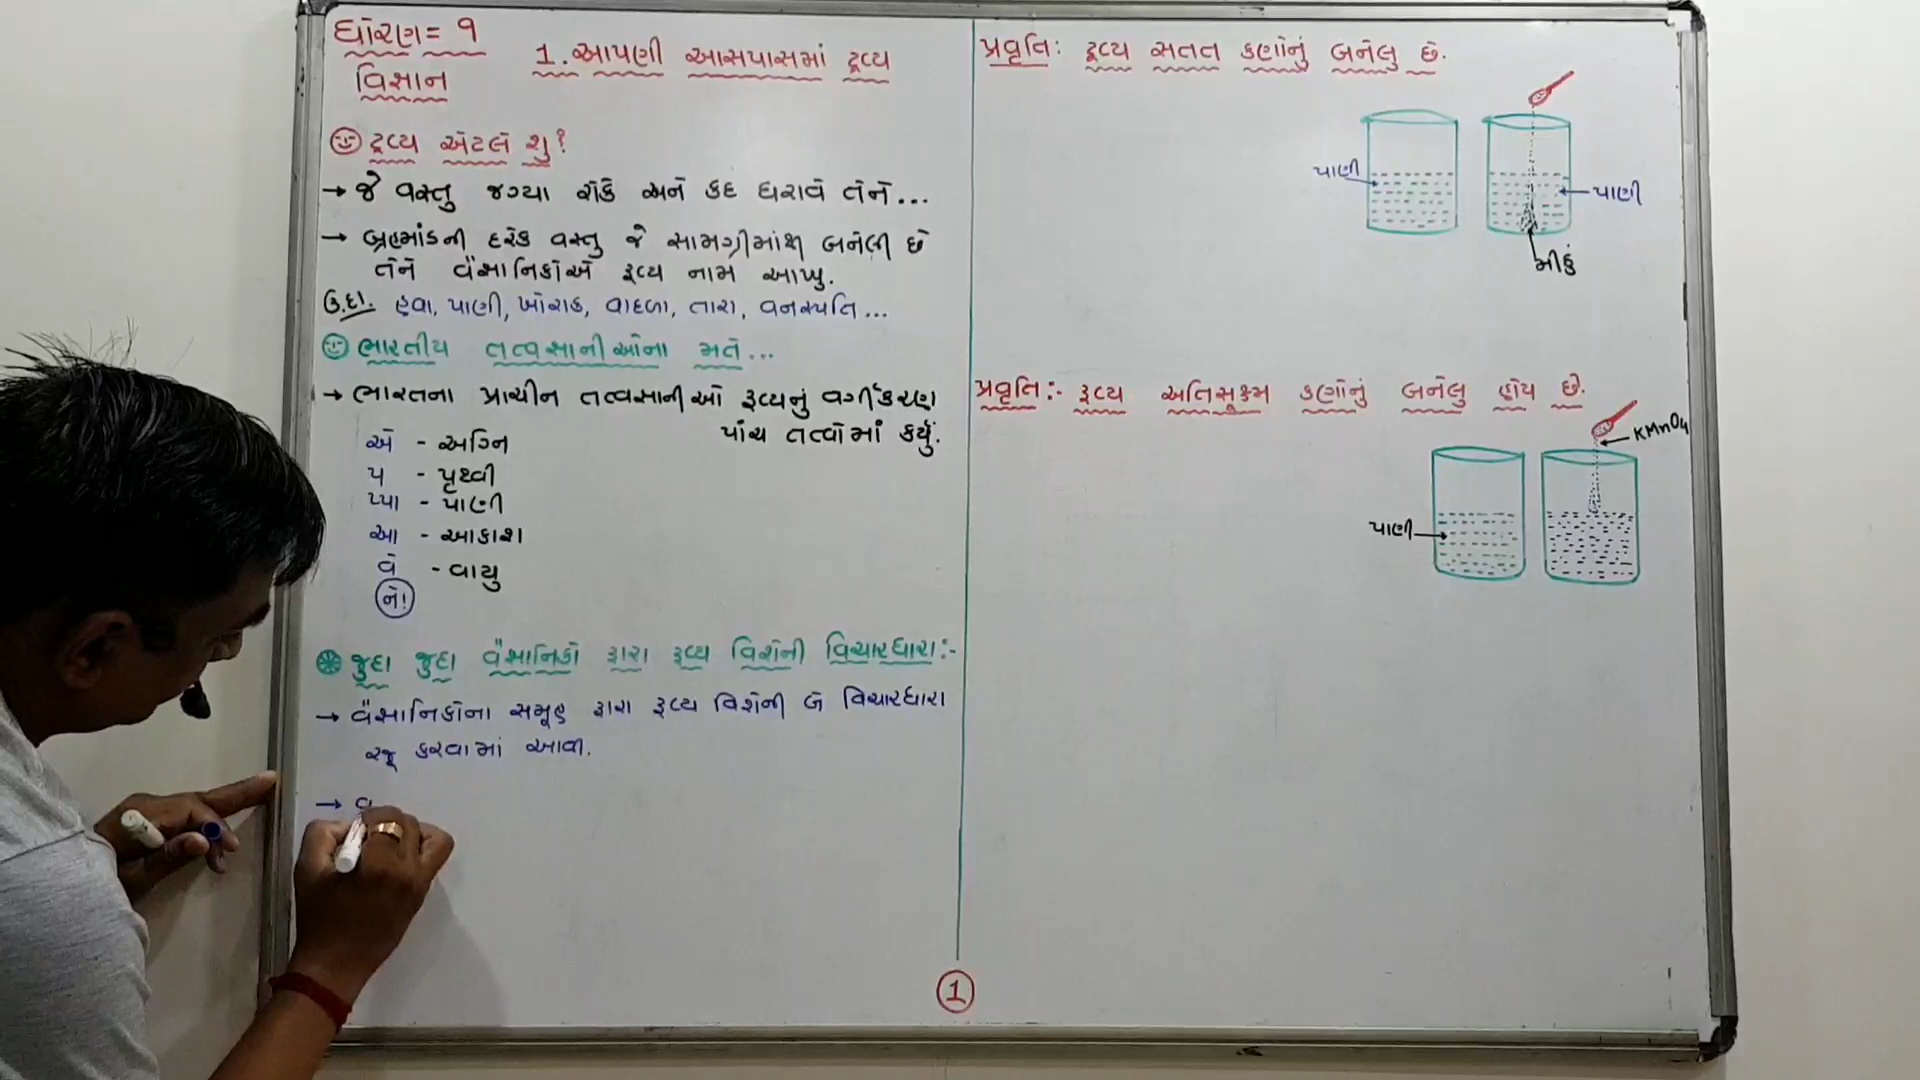 ધોરણ = ૧
વિજ્ઞાન
1. આપણી આસપાસમાં દ્રવ્ય
દ્રવ્ય એટલે શુ?
→ જે વસ્તુ જગ્યા રોકે અને કદ ધરાવે તેને...
→ બ્રહ્માંડની દરેક વસ્તુ જે સામગ્રીમાંથી બનેલી છે
તેને વૈજ્ઞાનિકોએ દ્રવ્ય નામ આપ્યુ.
ઉ.દા. હવા, પાણી, ખોરાક, વાદળા, તારા, વનસ્પતિ...
ભારતીય તત્વજ્ઞાનીઓના મતે...
→ ભારતના પ્રાચીન તત્વજ્ઞાનીઓ દ્રવ્યનું વર્ગીકરણ
પાંચ તત્વોમાં કર્યું.
એ - અગ્નિ
પ - પૃથ્વી
પ્પા - પાણી
આ - આકાશ
વે - વાયુ
ને!
જુદા જુદા વૈજ્ઞાનિકો દ્વારા દ્રવ્ય વિશેની વિચારધારા:-
→ વૈજ્ઞાનિકોના સમૂહ દ્વારા દ્રવ્ય વિશેની બે વિચારધારા
રજૂ કરવામાં આવી.
→ વ
પ્રવૃતિ: દ્રવ્ય સતત કણોનું બનેલુ છે.
પાણી
પાણી
મીઠું
પ્રવૃતિ:- દ્રવ્ય અતિસૂક્ષ્મ કણોનું બનેલુ હોય છે.
KMnO4
પાણી
1